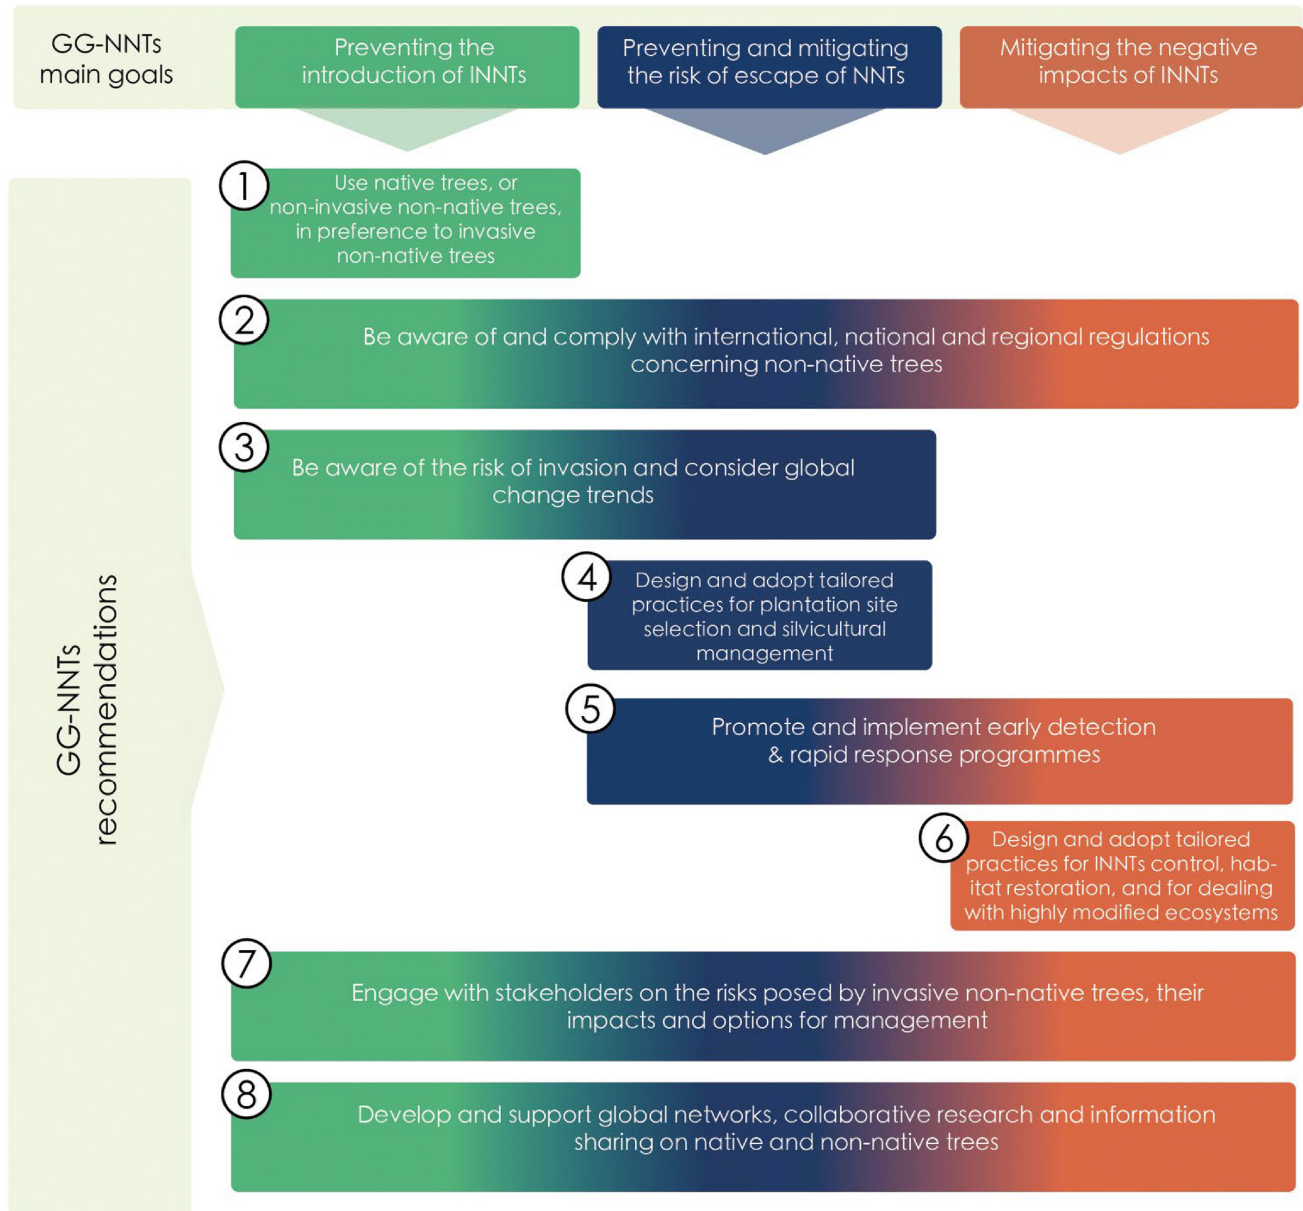 GG-NNTs
main goals
Preventing the
introduction of INNTs
Preventing and mitigating
the risk of escape of NNTs
Mitigating the negative
impacts of INNTs
GG-NNTs
recommendations
1
Use native trees, or
non-invasive non-native trees,
in preference to invasive
non-native trees
2
Be aware of and comply with international, national and regional regulations
concerning non-native trees
3
Be aware of the risk of invasion and consider global
change trends
4
Design and adopt tailored
practices for plantation site
selection and silvicultural
management
5
Promote and implement early detection
& rapid response programmes
6
Design and adopt tailored
practices for INNTs control, hab-
itat restoration, and for dealing
with highly modified ecosystems
7
Engage with stakeholders on the risks posed by invasive non-native trees, their
impacts and options for management
8
Develop and support global networks, collaborative research and information
sharing on native and non-native trees